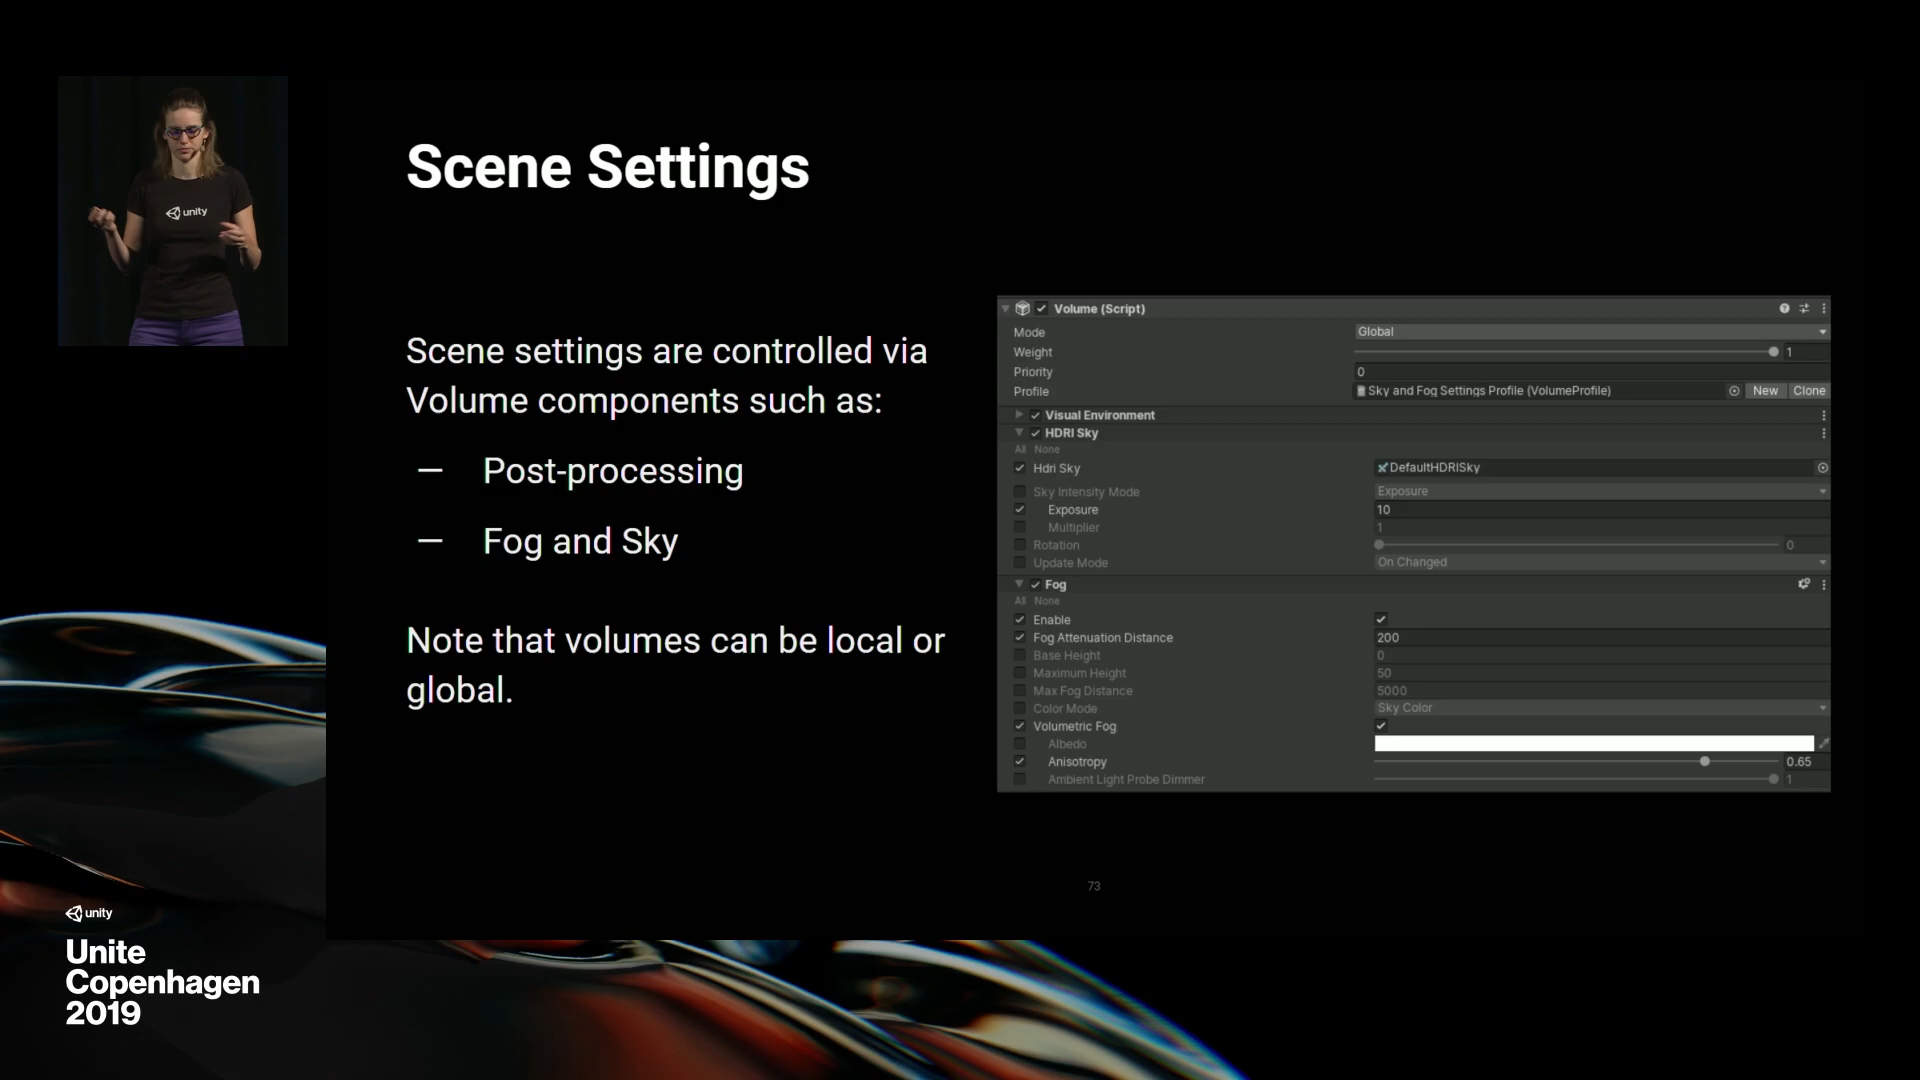 unity
Scene Settings
Scene settings are controlled via
Volume components such as:
— Post-processing
— Fog and Sky
Note that volumes can be local or
global.
Volume (Script)
Mode Global
Weight 1
Priority 0
Profile Sky and Fog Settings Profile (VolumeProfile) New Clone
Visual Environment
HDRI Sky
All None
Hdri Sky DefaultHDRISky
Sky Intensity Mode Exposure
Exposure 10
Multiplier 1
Rotation 0
Update Mode On Changed
Fog
All None
Enable
Fog Attenuation Distance 200
Base Height 0
Maximum Height 50
Max Fog Distance 5000
Color Mode Sky Color
Volumetric Fog
Albedo
Anisotropy 0.65
Ambient Light Probe Dimmer 1
73
unity
Unite
Copenhagen
2019